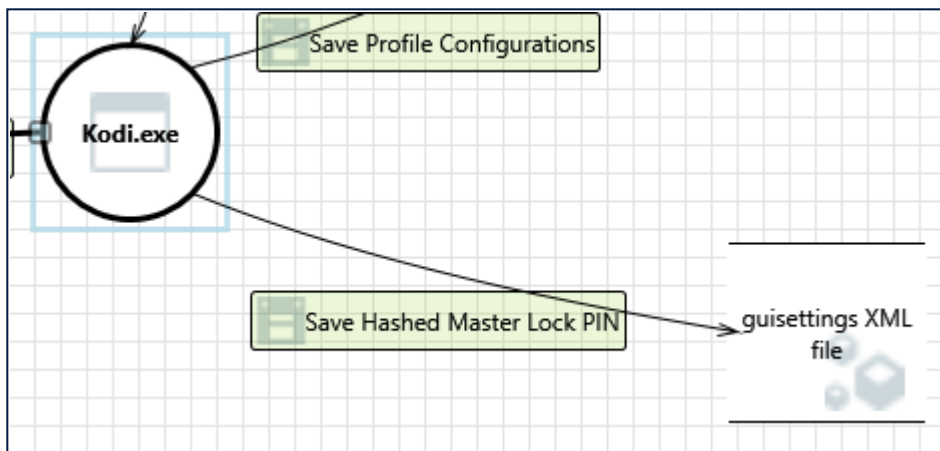 Save Profile Configurations
Kodi.exe
Save Hashed Master Lock PIN
guisettings XML
file